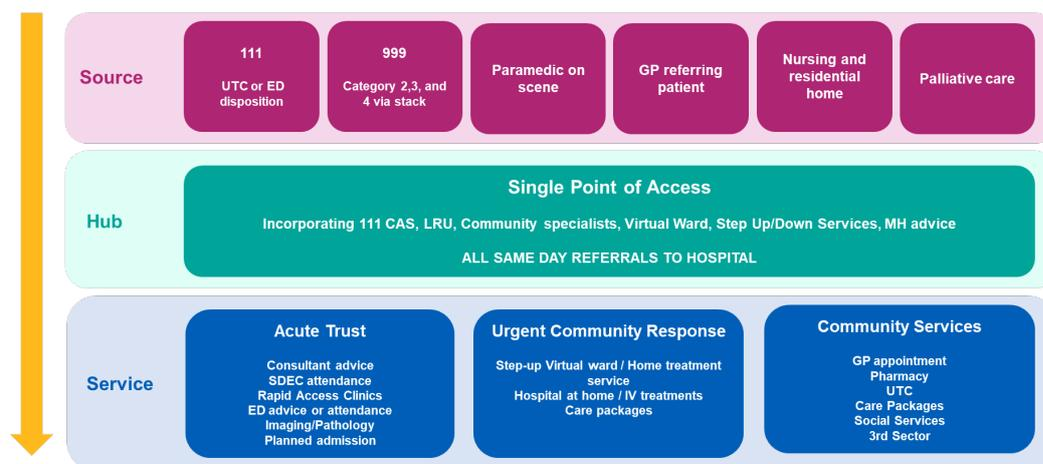 Source
111
UTC or ED
disposition
999
Category 2,3, and
4 via stack
Paramedic on
scene
GP referring
patient
Nursing and
residential
home
Palliative care
Hub
Single Point of Access
Incorporating 111 CAS, LRU, Community specialists, Virtual Ward, Step Up/Down Services, MH advice
ALL SAME DAY REFERRALS TO HOSPITAL
Service
Acute Trust
Consultant advice
SDEC attendance
Rapid Access Clinics
ED advice or attendance
Imaging/Pathology
Planned admission
Urgent Community Response
Step-up Virtual ward / Home treatment
service
Hospital at home / IV treatments
Care packages
Community Services
GP appointment
Pharmacy
UTC
Care Packages
Social Services
3rd Sector